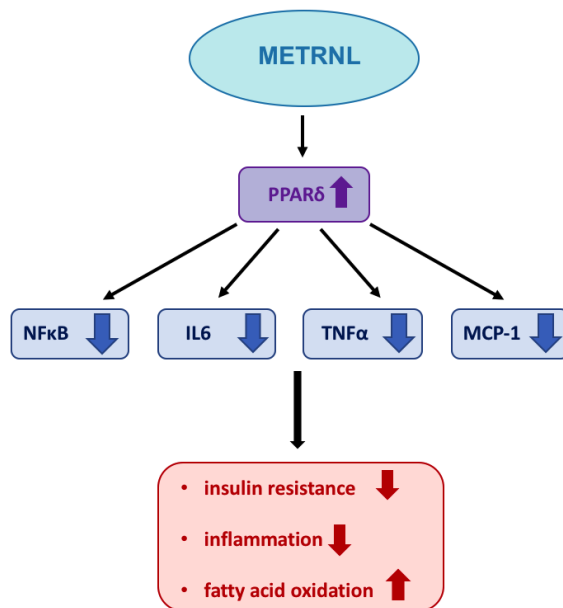 METRNL
PPARδ
NFκB IL6 TNFα MCP-1
• insulin resistance
• inflammation
• fatty acid oxidation